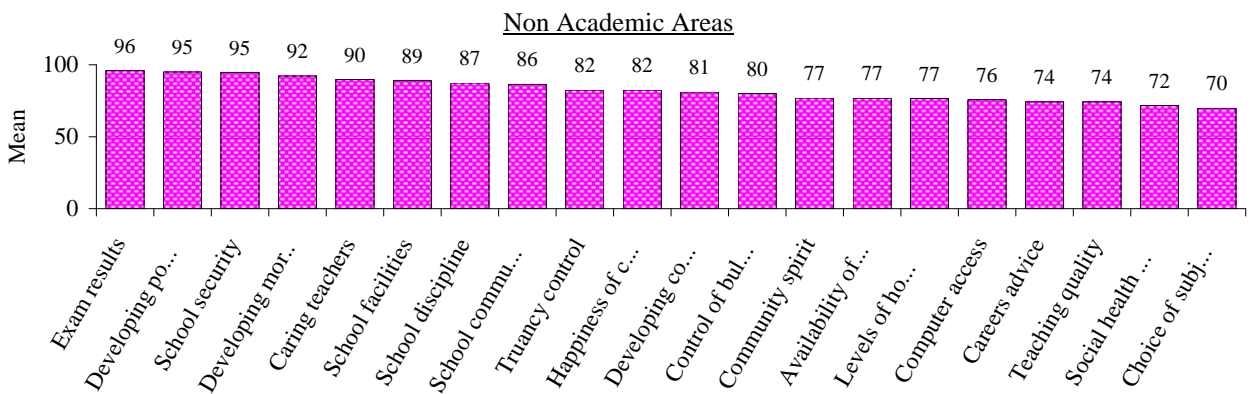 Non Academic Areas
96 95 95 92 90 89 87 86 82 82 81 80 77 77 77 76 74 74 72 70
100
50
0
Mean
Exam results
Developing po...
School security
Developing mor..
Caring teachers
School facilities
School discipline
School commu...
Truancy control
Happiness of c...
Developing co...
Control of bul...
Community spirit
Availability of...
Levels of ho...
Computer access
Careers advice
Teaching quality
Social health ...
Choice of subj...